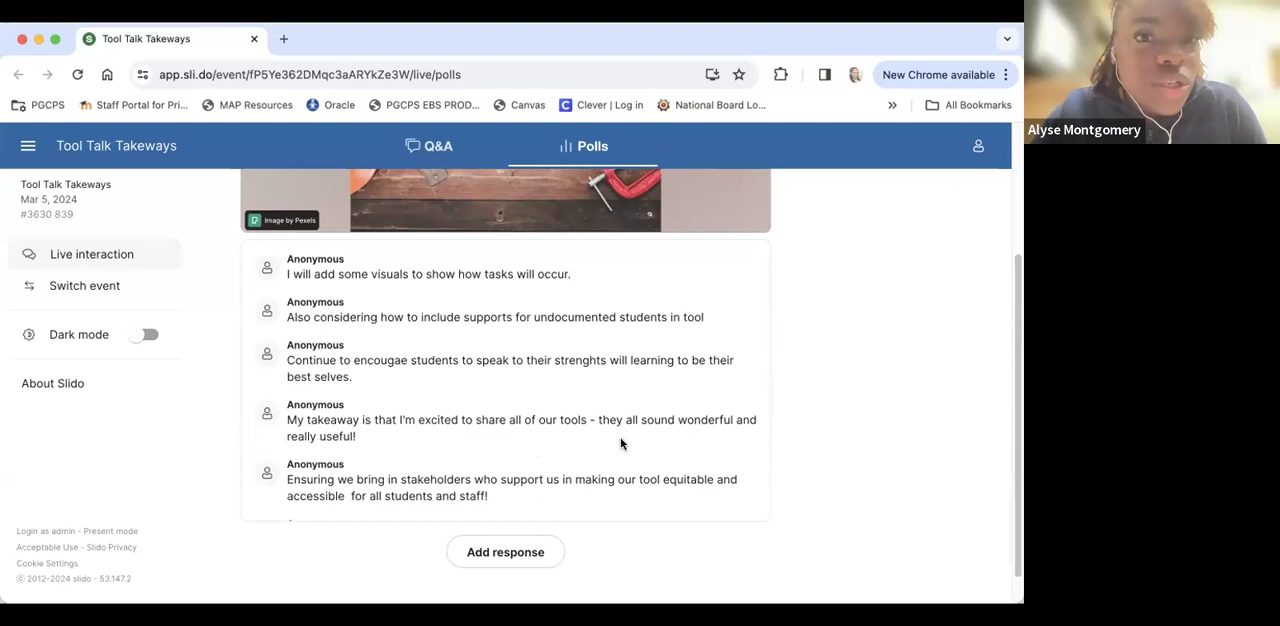 Tool Talk Takeways
app.sli.do/event/fP5Ye362DMqc3aARYkZe3W/live/polls
New Chrome available
PGCPS
Staff Portal for Pri...
MAP Resources
Oracle
PGCPS EBS PROD...
Canvas
Clever | Log in
National Board Lo...
All Bookmarks
Tool Talk Takeways
Q&A
Polls
Tool Talk Takeways
Mar 5, 2024
#3630 839
Live interaction
Switch event
Dark mode
About Slido
Login as admin - Present mode
Acceptable Use - Slido Privacy
Cookie Settings
© 2012–2024 slido - 53.147.2
Image by Pexels
Anonymous
I will add some visuals to show how tasks will occur.
Anonymous
Also considering how to include supports for undocumented students in tool
Anonymous
Continue to encougae students to speak to their strenghts will learning to be their
best selves.
Anonymous
My takeaway is that I'm excited to share all of our tools - they all sound wonderful and
really useful!
Anonymous
Ensuring we bring in stakeholders who support us in making our tool equitable and
accessible for all students and staff!
Add response
Alyse Montgomery